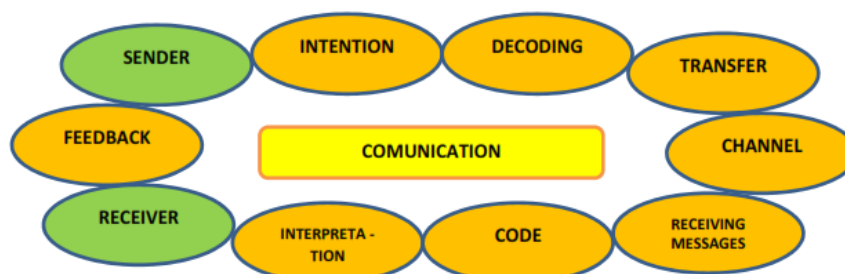 SENDER
INTENTION
DECODING
TRANSFER
FEEDBACK
COMUNICATION
CHANNEL
RECEIVER
INTERPRETA -
TION
CODE
RECEIVING
MESSAGES